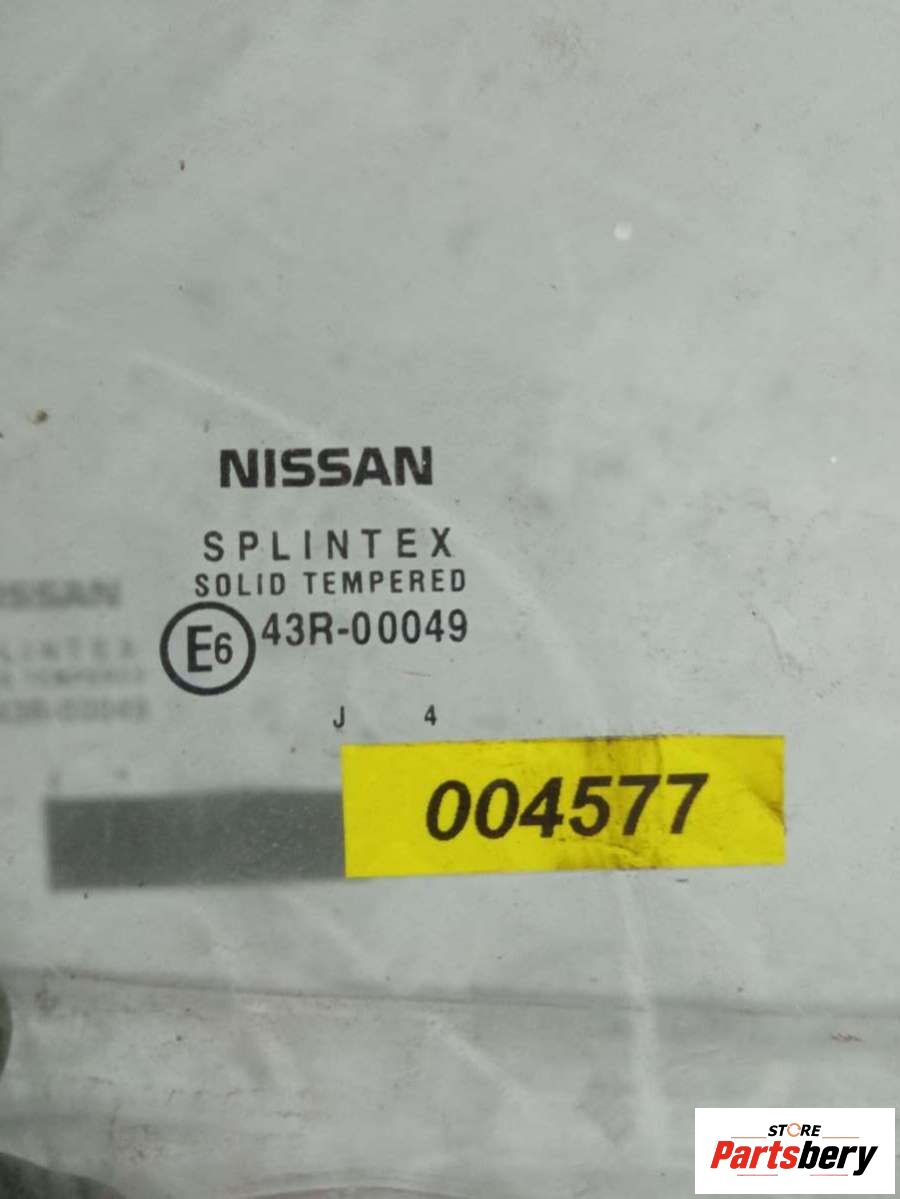 NISSAN
SPLINTEX
SOLID TEMPERED
E6 43R-00049
J 4
004577
STORE
Partsbery